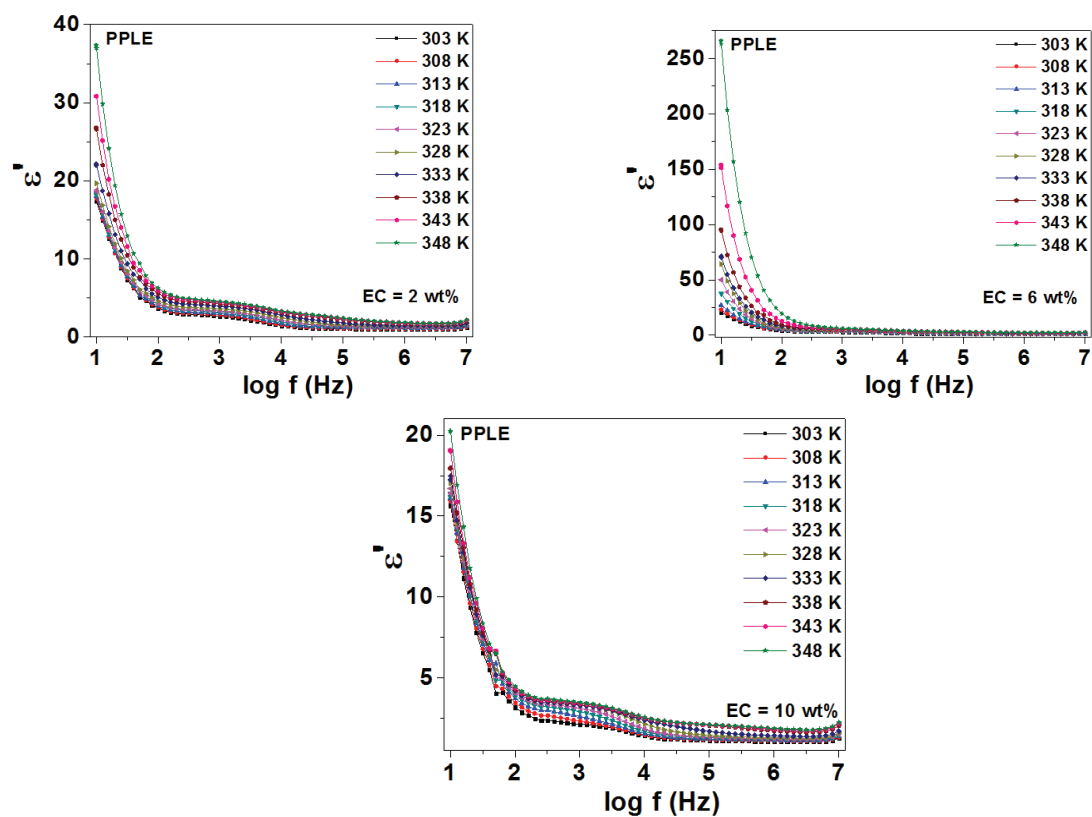 40
30
20
10
0
ε'
PPLE
303 K
308 K
313 K
318 K
323 K
328 K
333 K
338 K
343 K
348 K
EC = 2 wt%
1 2 3 4 5 6 7
log f (Hz)
250
200
150
100
50
0
ε'
PPLE
303 K
308 K
313 K
318 K
323 K
328 K
333 K
338 K
343 K
348 K
EC = 6 wt%
1 2 3 4 5 6 7
log f (Hz)
20
15
10
5
ε'
PPLE
303 K
308 K
313 K
318 K
323 K
328 K
333 K
338 K
343 K
348 K
EC = 10 wt%
1 2 3 4 5 6 7
log f (Hz)